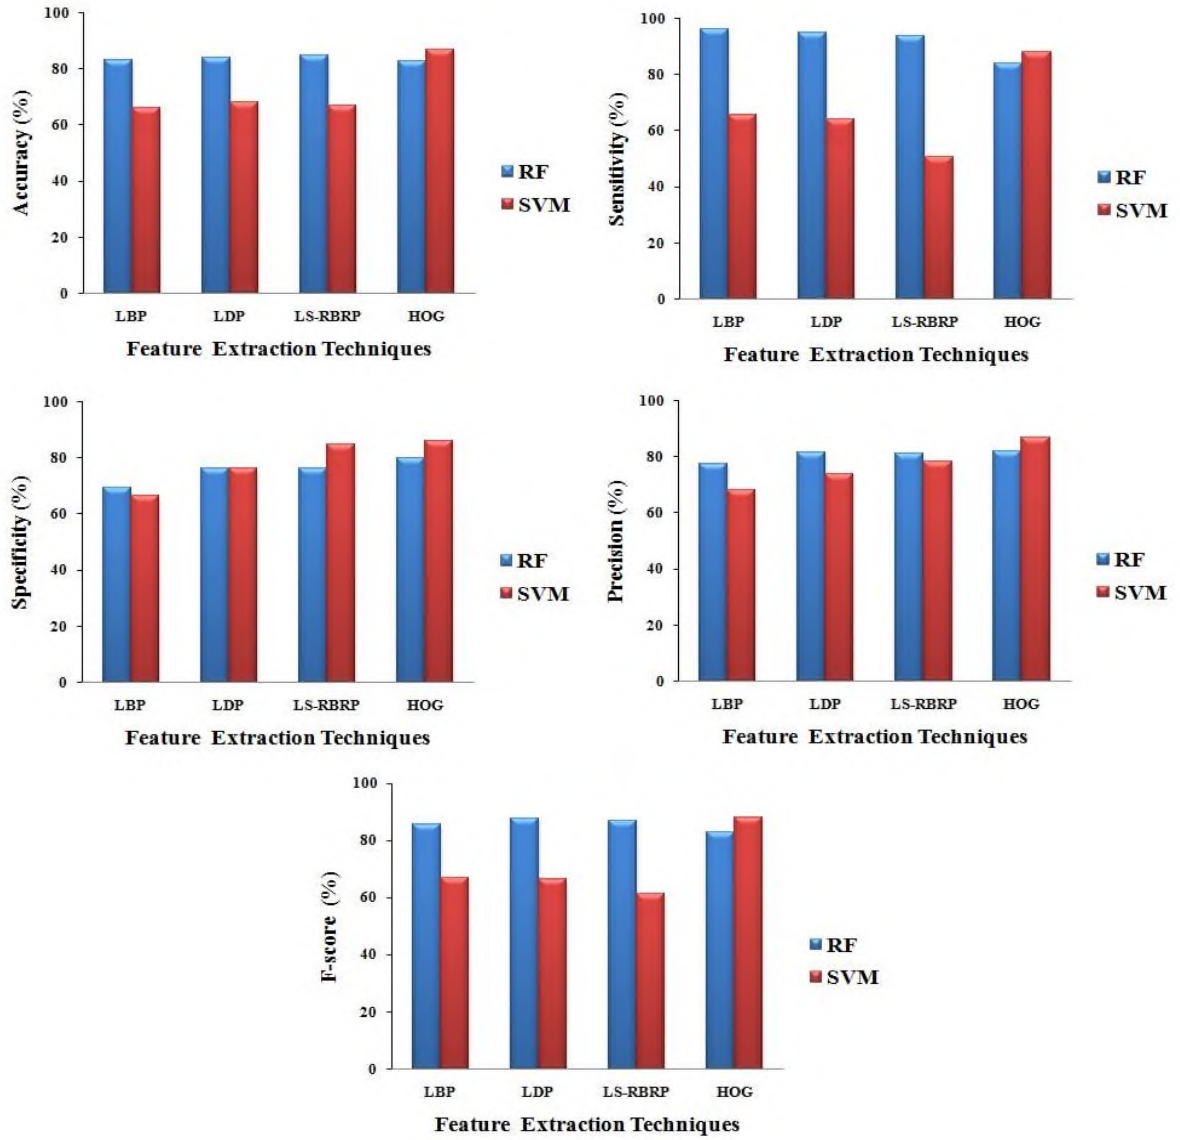 100
80
60
40
20
0
Accuracy (%)
LBP LDP LS-RBRP HOG
Feature Extraction Techniques
RF
SVM
100
80
60
40
20
0
Sensitivity (%)
LBP LDP LS-RBRP HOG
Feature Extraction Techniques
RF
SVM
100
80
60
40
20
0
Specificity (%)
LBP LDP LS-RBRP HOG
Feature Extraction Techniques
RF
SVM
100
80
60
40
20
0
Precision (%)
LBP LDP LS-RBRP HOG
Feature Extraction Techniques
RF
SVM
100
80
60
40
20
0
F-score (%)
LBP LDP LS-RBRP HOG
Feature Extraction Techniques
RF
SVM